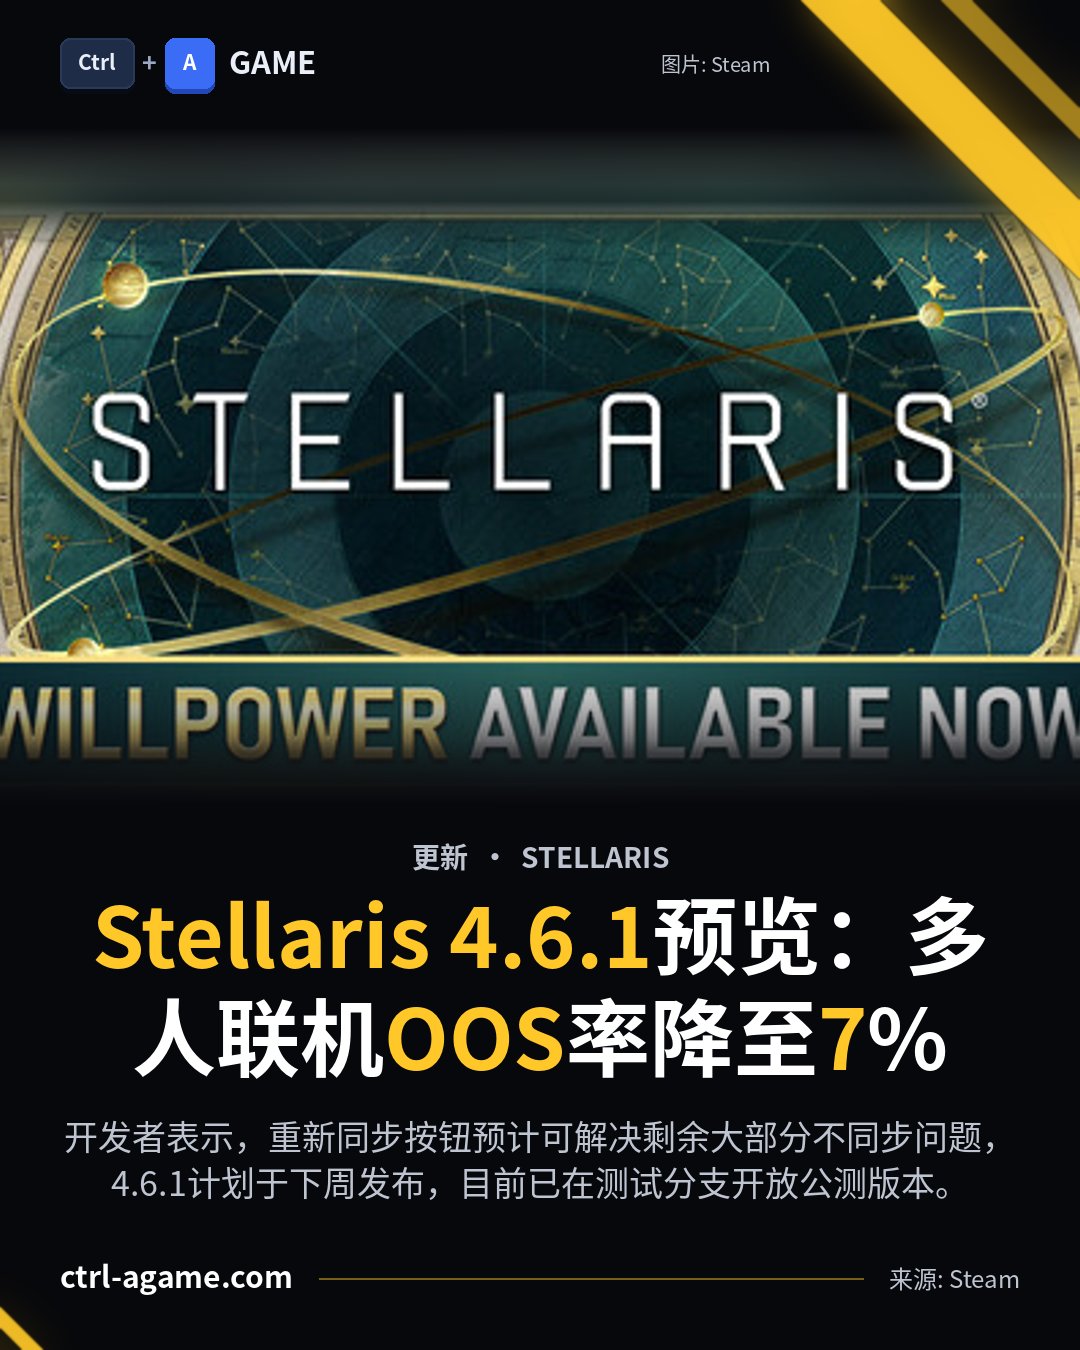 Ctrl + A GAME
图片: Steam
STELLARIS®
WILLPOWER AVAILABLE NOW
更新 · STELLARIS
Stellaris 4.6.1预览：多
人联机OOS率降至7%
开发者表示，重新同步按钮预计可解决剩余大部分不同步问题，
4.6.1计划于下周发布，目前已在测试分支开放公测版本。
ctrl-agame.com
来源: Steam